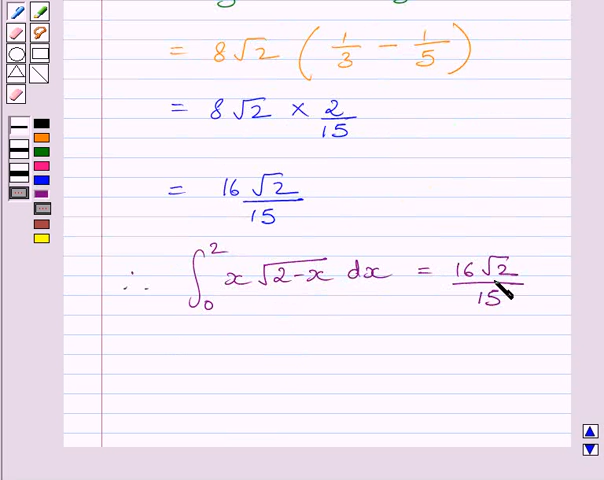 = 8√2 ( 1/3 − 1/5 )
= 8√2 × 2/15
= 16√2/15
∴ ∫₀² x √(2−x) dx = 16√2/15